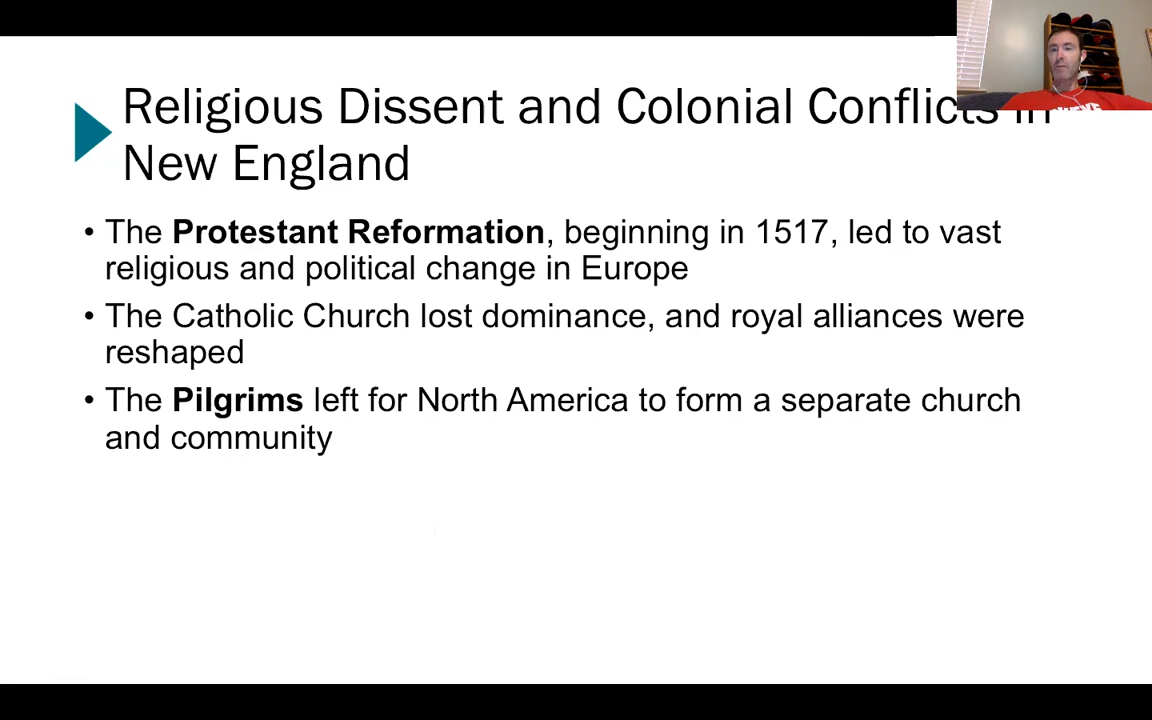 Religious Dissent and Colonial Conflicts in
New England
• The Protestant Reformation, beginning in 1517, led to vast
religious and political change in Europe
• The Catholic Church lost dominance, and royal alliances were
reshaped
• The Pilgrims left for North America to form a separate church
and community